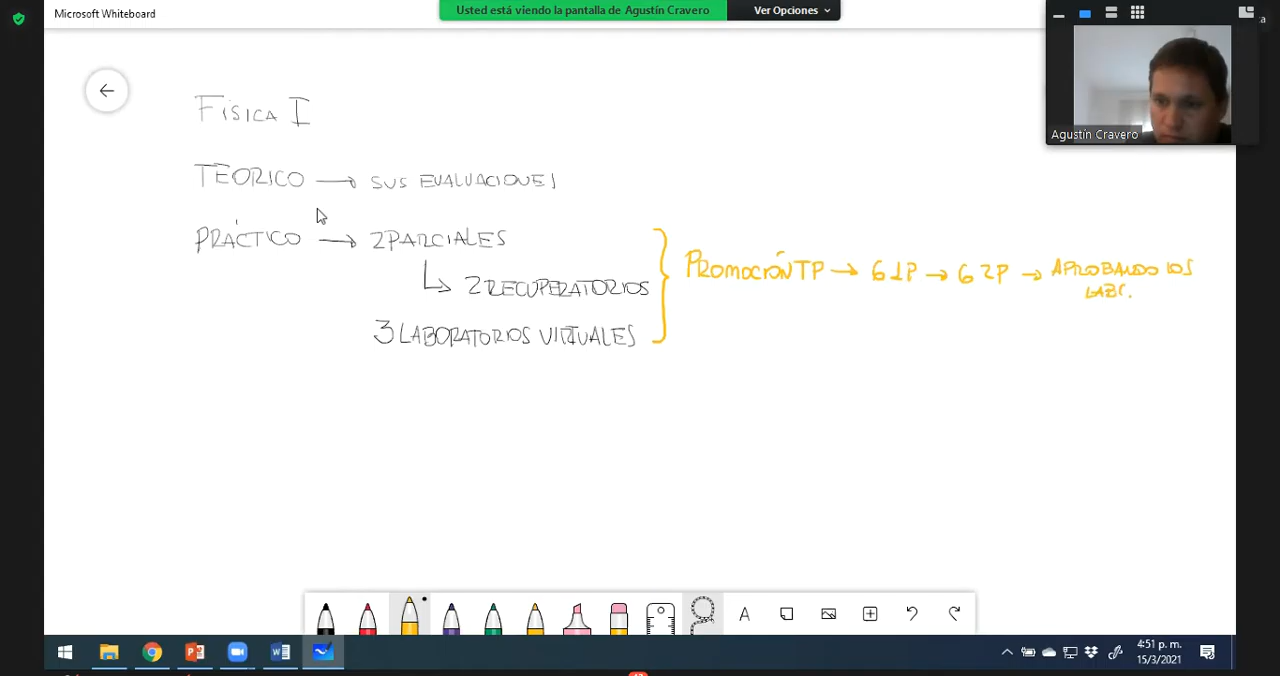 Microsoft Whiteboard
Usted está viendo la pantalla de Agustín Cravero
Ver Opciones
Agustín Cravero
FÍSICA I
TEÓRICO → SUS EVALUACIONES
PRÁCTICO → 2 PARCIALES
2 RECUPERATORIOS
3 LABORATORIOS VIRTUALES
PROMOCIÓN TP → 6 1P → 6 2P → APROBANDO LOS
A
4:51 p. m.
15/3/2021